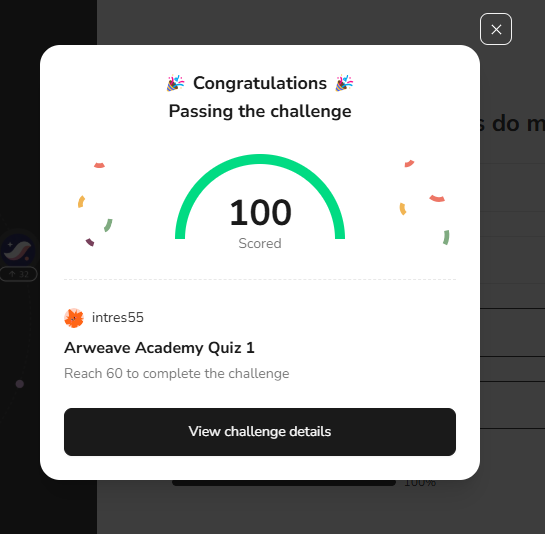 Congratulations
Passing the challenge
s do m
100
Scored
32
intres55
Arweave Academy Quiz 1
Reach 60 to complete the challenge
View challenge details
100%